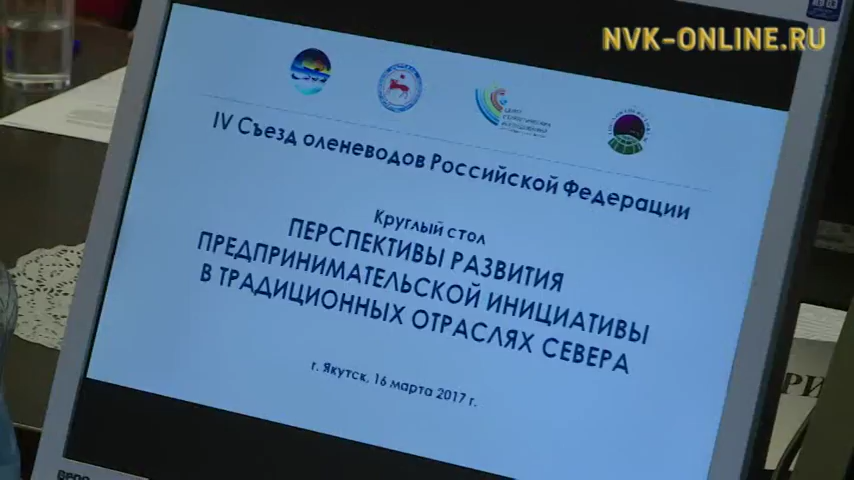 NVK-ONLINE.RU
IV Съезд оленеводов Российской Федерации
Круглый стол
ПЕРСПЕКТИВЫ РАЗВИТИЯ
ПРЕДПРИНИМАТЕЛЬСКОЙ ИНИЦИАТИВЫ
В ТРАДИЦИОННЫХ ОТРАСЛЯХ СЕВЕРА
г. Якутск, 16 марта 2017 г.